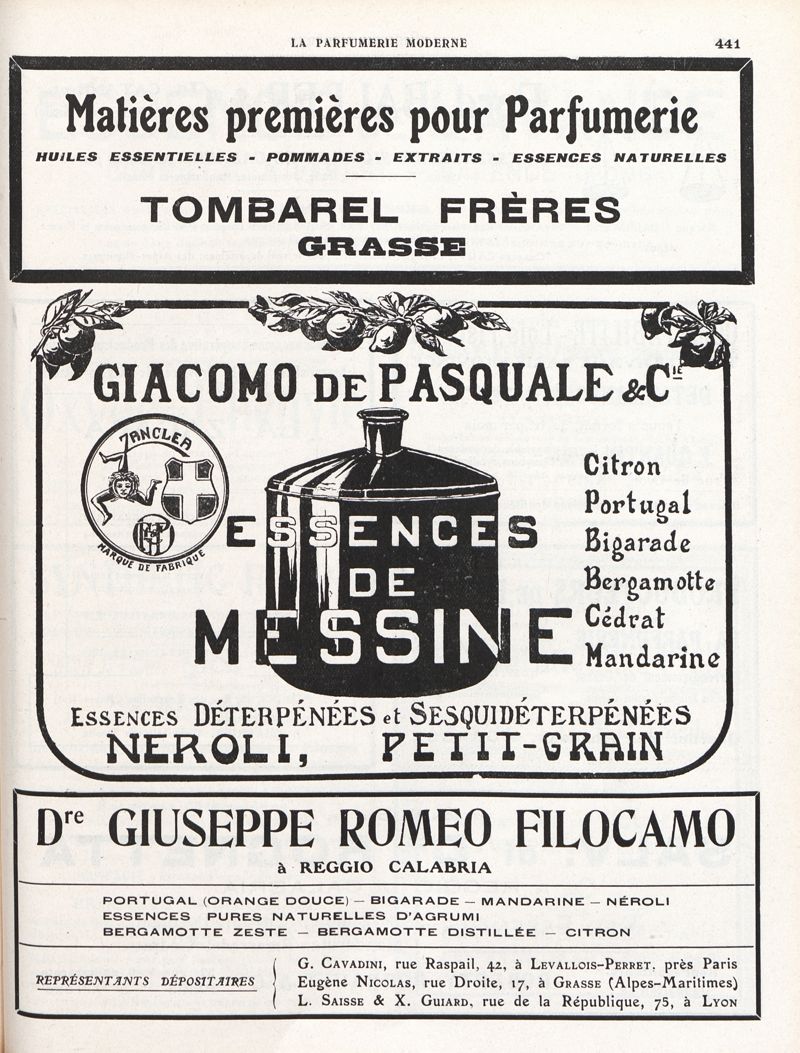 LA PARFUMERIE MODERNE 441
Matières premières pour Parfumerie
HUILES ESSENTIELLES - POMMADES - EXTRAITS - ESSENCES NATURELLES
TOMBAREL FRÈRES
GRASSE
GIACOMO DE PASQUALE & Cie
ZANCLEA
MARQUE DE FABRIQUE
ESSENCES
DE
MESSINE
Citron
Portugal
Bigarade
Bergamotte
Cédrat
Mandarine
ESSENCES DÉTERPÉNÉES et SESQUIDÉTERPÉNÉES
NEROLI, PETIT-GRAIN
Dre GIUSEPPE ROMEO FILOCAMO
à REGGIO CALABRIA
PORTUGAL (ORANGE DOUCE) — BIGARADE — MANDARINE — NÉROLI
ESSENCES PURES NATURELLES D'AGRUMI
BERGAMOTTE ZESTE — BERGAMOTTE DISTILLÉE — CITRON
REPRÉSENTANTS DÉPOSITAIRES
G. CAVADINI, rue Raspail, 42, à LEVALLOIS-PERRET, près Paris
Eugène NICOLAS, rue Droite, 17, à GRASSE (Alpes-Maritimes)
L. SAISSE & X. GUIARD, rue de la République, 75, à LYON